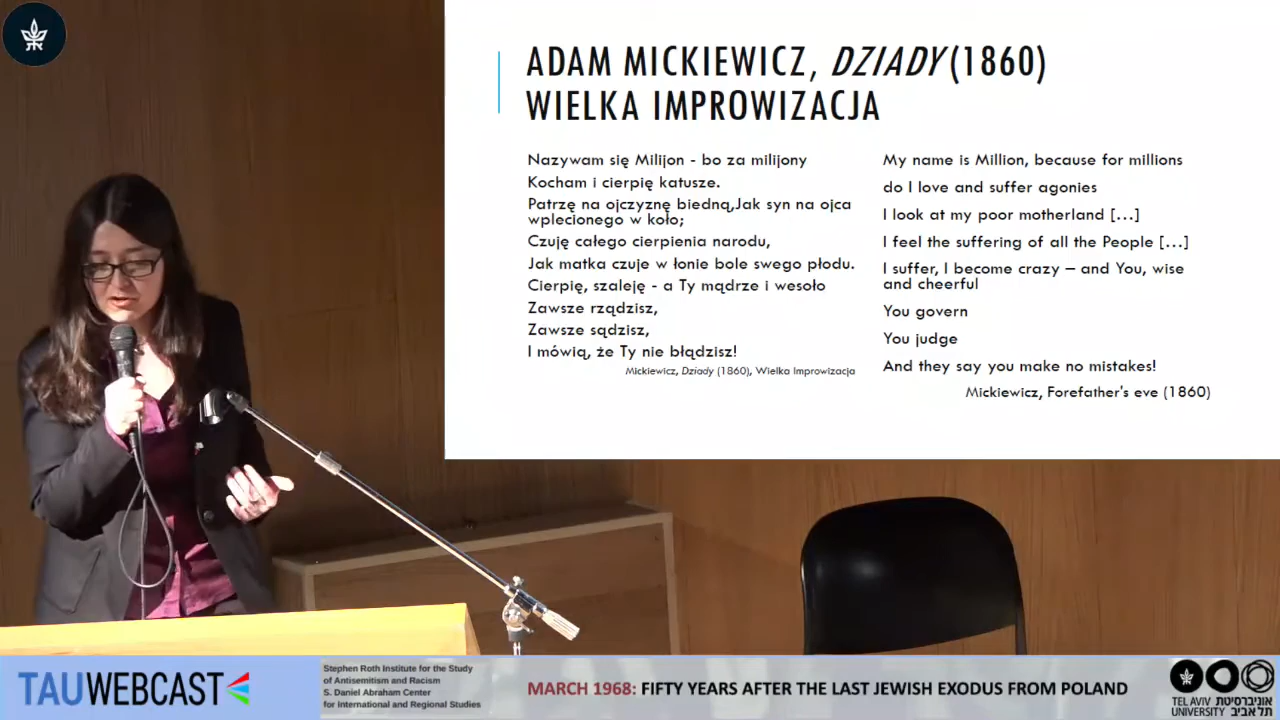 ADAM MICKIEWICZ, DZIADY (1860)
WIELKA IMPROWIZACJA
Nazywam się Milijon - bo za milijony
Kocham i cierpię katusze.
Patrzę na ojczyznę biedną,Jak syn na ojca
wplecionego w koło;
Czuję całego cierpienia narodu,
Jak matka czuje w łonie bole swego płodu.
Cierpię, szaleję - a Ty mądrze i wesoło
Zawsze rządzisz,
Zawsze sądzisz,
I mówią, że Ty nie błądzisz!
Mickiewicz, Dziady (1860), Wielka Improwizacja
My name is Million, because for millions
do I love and suffer agonies
I look at my poor motherland [...]
I feel the suffering of all the People [...]
I suffer, I become crazy – and You, wise
and cheerful
You govern
You judge
And they say you make no mistakes!
Mickiewicz, Forefather's eve (1860)
TAUWEBCAST
Stephen Roth Institute for the Study
of Antisemitism and Racism
S. Daniel Abraham Center
for International and Regional Studies
MARCH 1968: FIFTY YEARS AFTER THE LAST JEWISH EXODUS FROM POLAND
TEL AVIV אוניברסיטת
UNIVERSITY תל אביב